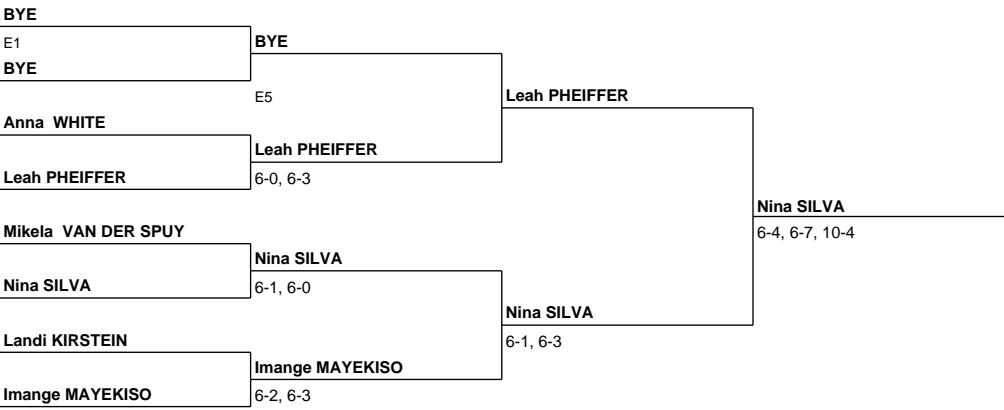 BYE
E1
BYE
BYE
E5
Leah PHEIFFER
Anna WHITE
Leah PHEIFFER
Leah PHEIFFER
6-0, 6-3
Nina SILVA
Mikela VAN DER SPUY
6-4, 6-7, 10-4
Nina SILVA
Nina SILVA
6-1, 6-0
Nina SILVA
Landi KIRSTEIN
6-1, 6-3
Imange MAYEKISO
Imange MAYEKISO
6-2, 6-3